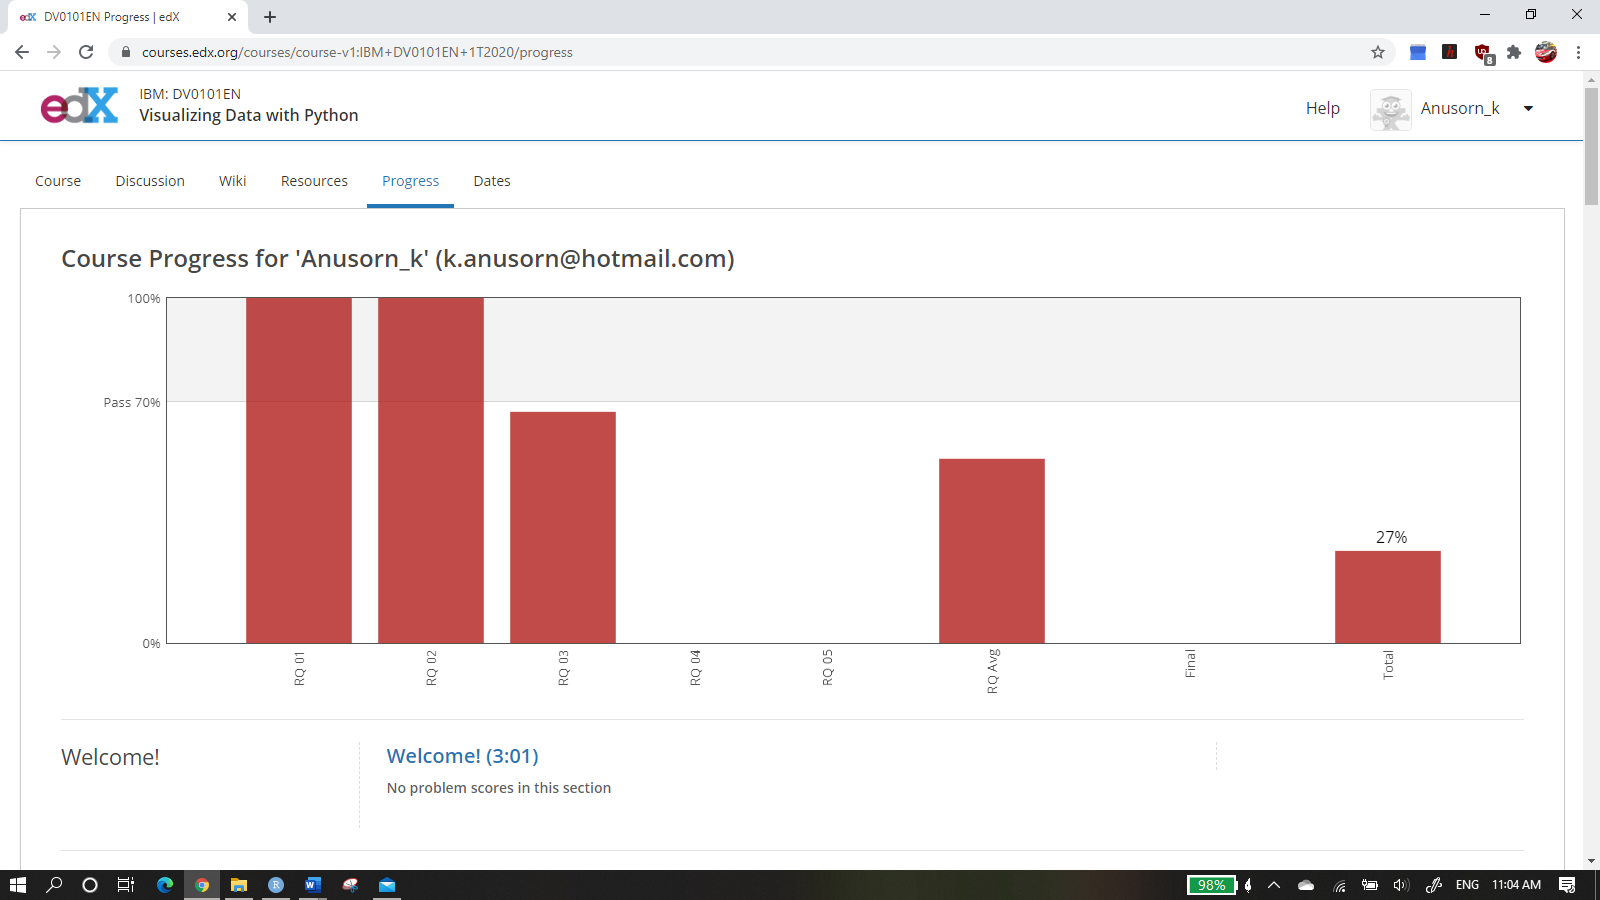 DV0101EN Progress | edX
courses.edx.org/courses/course-v1:IBM+DV0101EN+1T2020/progress
8
edX
IBM: DV0101EN
Visualizing Data with Python
Help
Anusorn_k
Course
Discussion
Wiki
Resources
Progress
Dates
Course Progress for 'Anusorn_k' (k.anusorn@hotmail.com)
100%
Pass 70%
0%
27%
RQ 01
RQ 02
RQ 03
RQ 04
RQ 05
RQ Avg
Final
Total
Welcome!
Welcome! (3:01)
No problem scores in this section
98%
ENG
11:04 AM